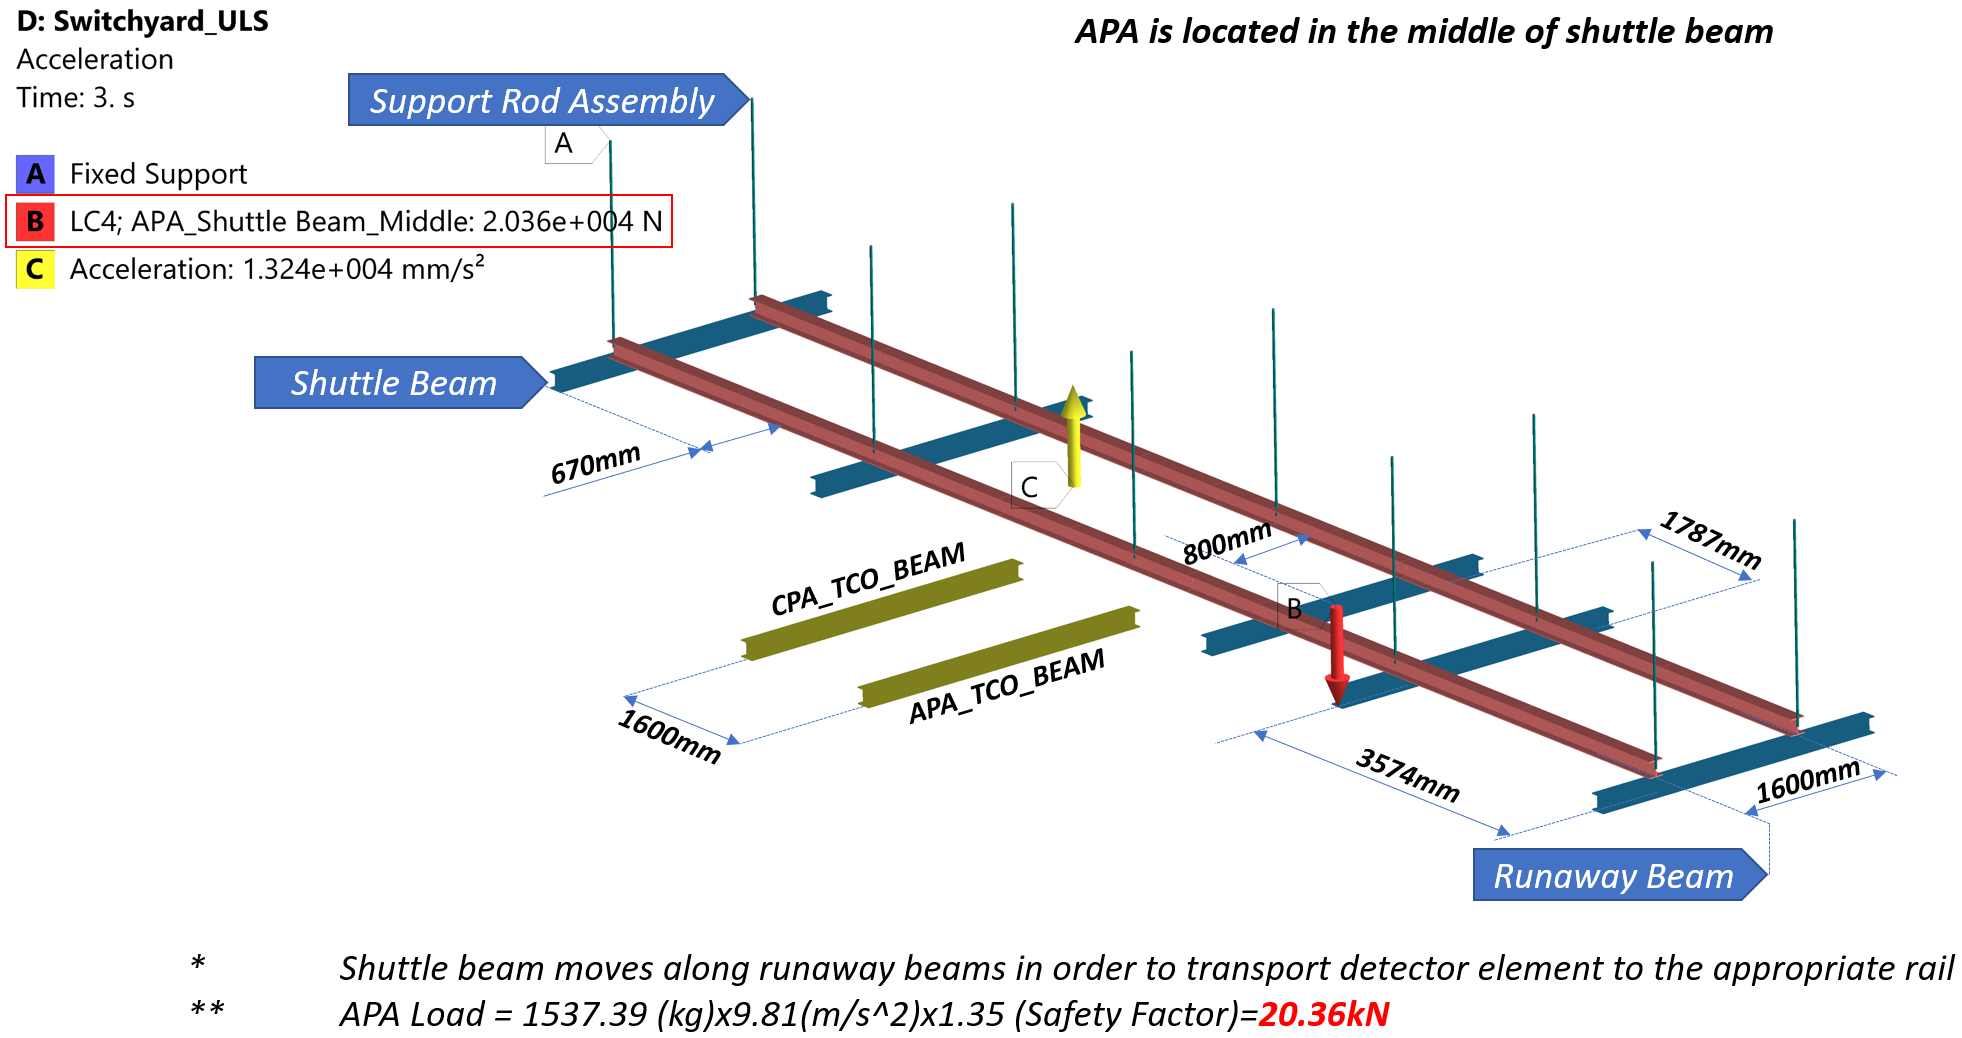 D: Switchyard_ULS
Acceleration
Time: 3. s
APA is located in the middle of shuttle beam
Support Rod Assembly
A
A Fixed Support
B LC4; APA_Shuttle Beam_Middle: 2.036e+004 N
C Acceleration: 1.324e+004 mm/s²
Shuttle Beam
670mm
C
800mm
1787mm
CPA_TCO_BEAM
B
APA_TCO_BEAM
1600mm
3574mm
1600mm
Runaway Beam
* Shuttle beam moves along runaway beams in order to transport detector element to the appropriate rail
** APA Load = 1537.39 (kg)x9.81(m/s^2)x1.35 (Safety Factor)=20.36kN